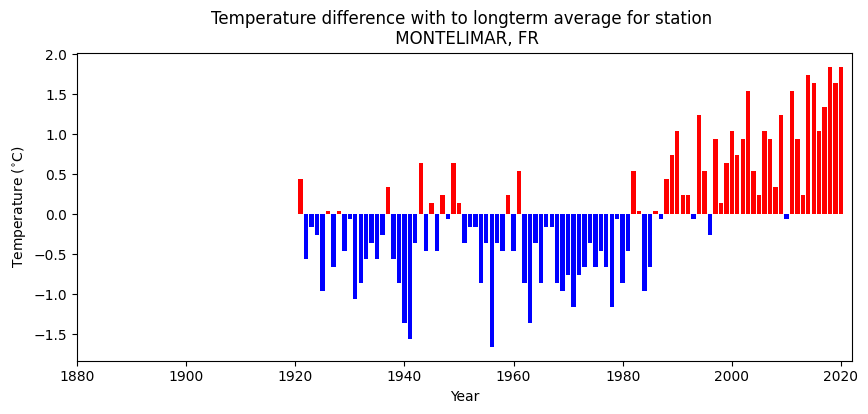 Temperature difference with to longterm average for station
MONTELIMAR, FR
2.0
1.5
1.0
0.5
0.0
−0.5
−1.0
−1.5
Temperature (°C)
1880 1900 1920 1940 1960 1980 2000 2020
Year